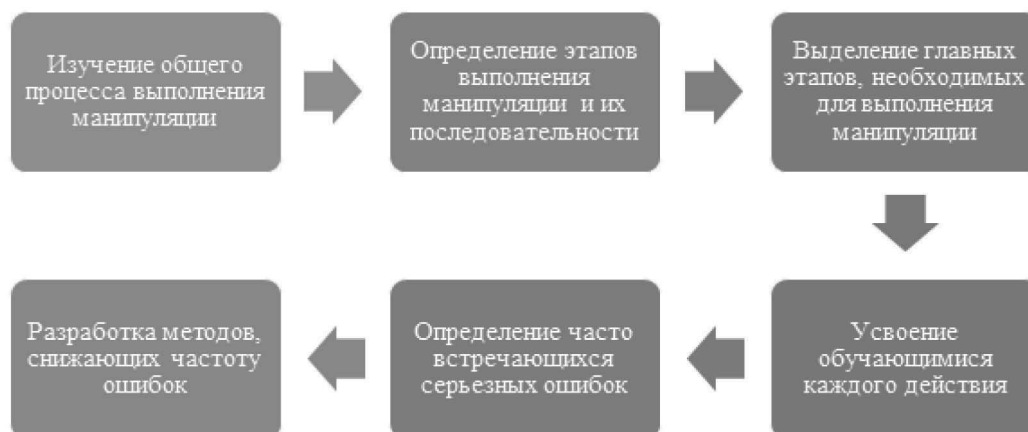 Изучение общего
процесса выполнения
манипуляции
Определение этапов
выполнения
манипуляции и их
последовательности
Выделение главных
этапов, необходимых
для выполнения
манипуляции
Усвоение
обучающимися
каждого действия
Определение часто
встречающихся
серьезных ошибок
Разработка методов,
снижающих частоту
ошибок